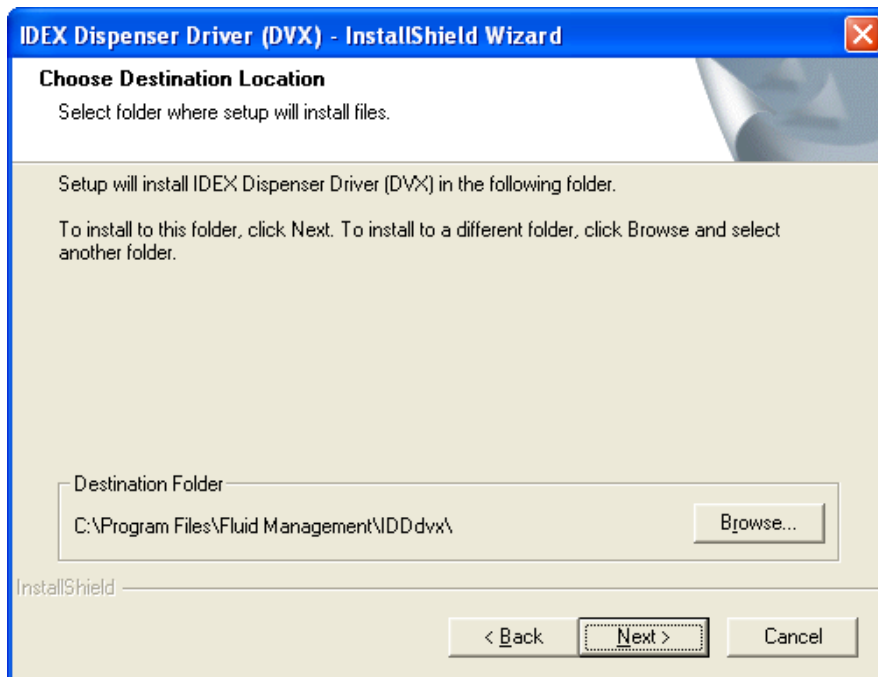 IDEX Dispenser Driver (DVX) - InstallShield Wizard
Choose Destination Location
Select folder where setup will install files.
Setup will install IDEX Dispenser Driver (DVX) in the following folder.
To install to this folder, click Next. To install to a different folder, click Browse and select
another folder.
Destination Folder
C:\Program Files\Fluid Management\IDDdvx\
Browse...
InstallShield
< Back
Next >
Cancel